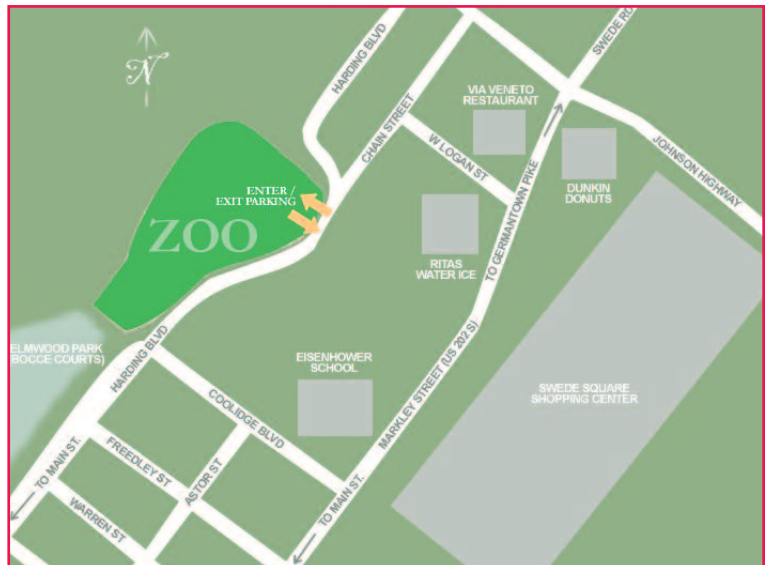 HARDING BLVD
SWEDE RO
N
VIA VENETO
RESTAURANT
CHAIN STREET
W LOGAN ST
JOHNSON HIGHWAY
DUNKIN
DONUTS
ENTER /
EXIT PARKING
ZOO
TO GERMANTOWN PIKE
RITAS
WATER ICE
ELMWOOD PARK
BOCCE COURTS)
HARDING BLVD
EISENHOWER
SCHOOL
MARKLEY STREET (US 202 S)
SWEDE SQUARE
SHOPPING CENTER
COOLIDGE BLVD
FREEDLEY ST
ASTOR ST
TO MAIN ST.
TO MAIN ST.
WARREN ST